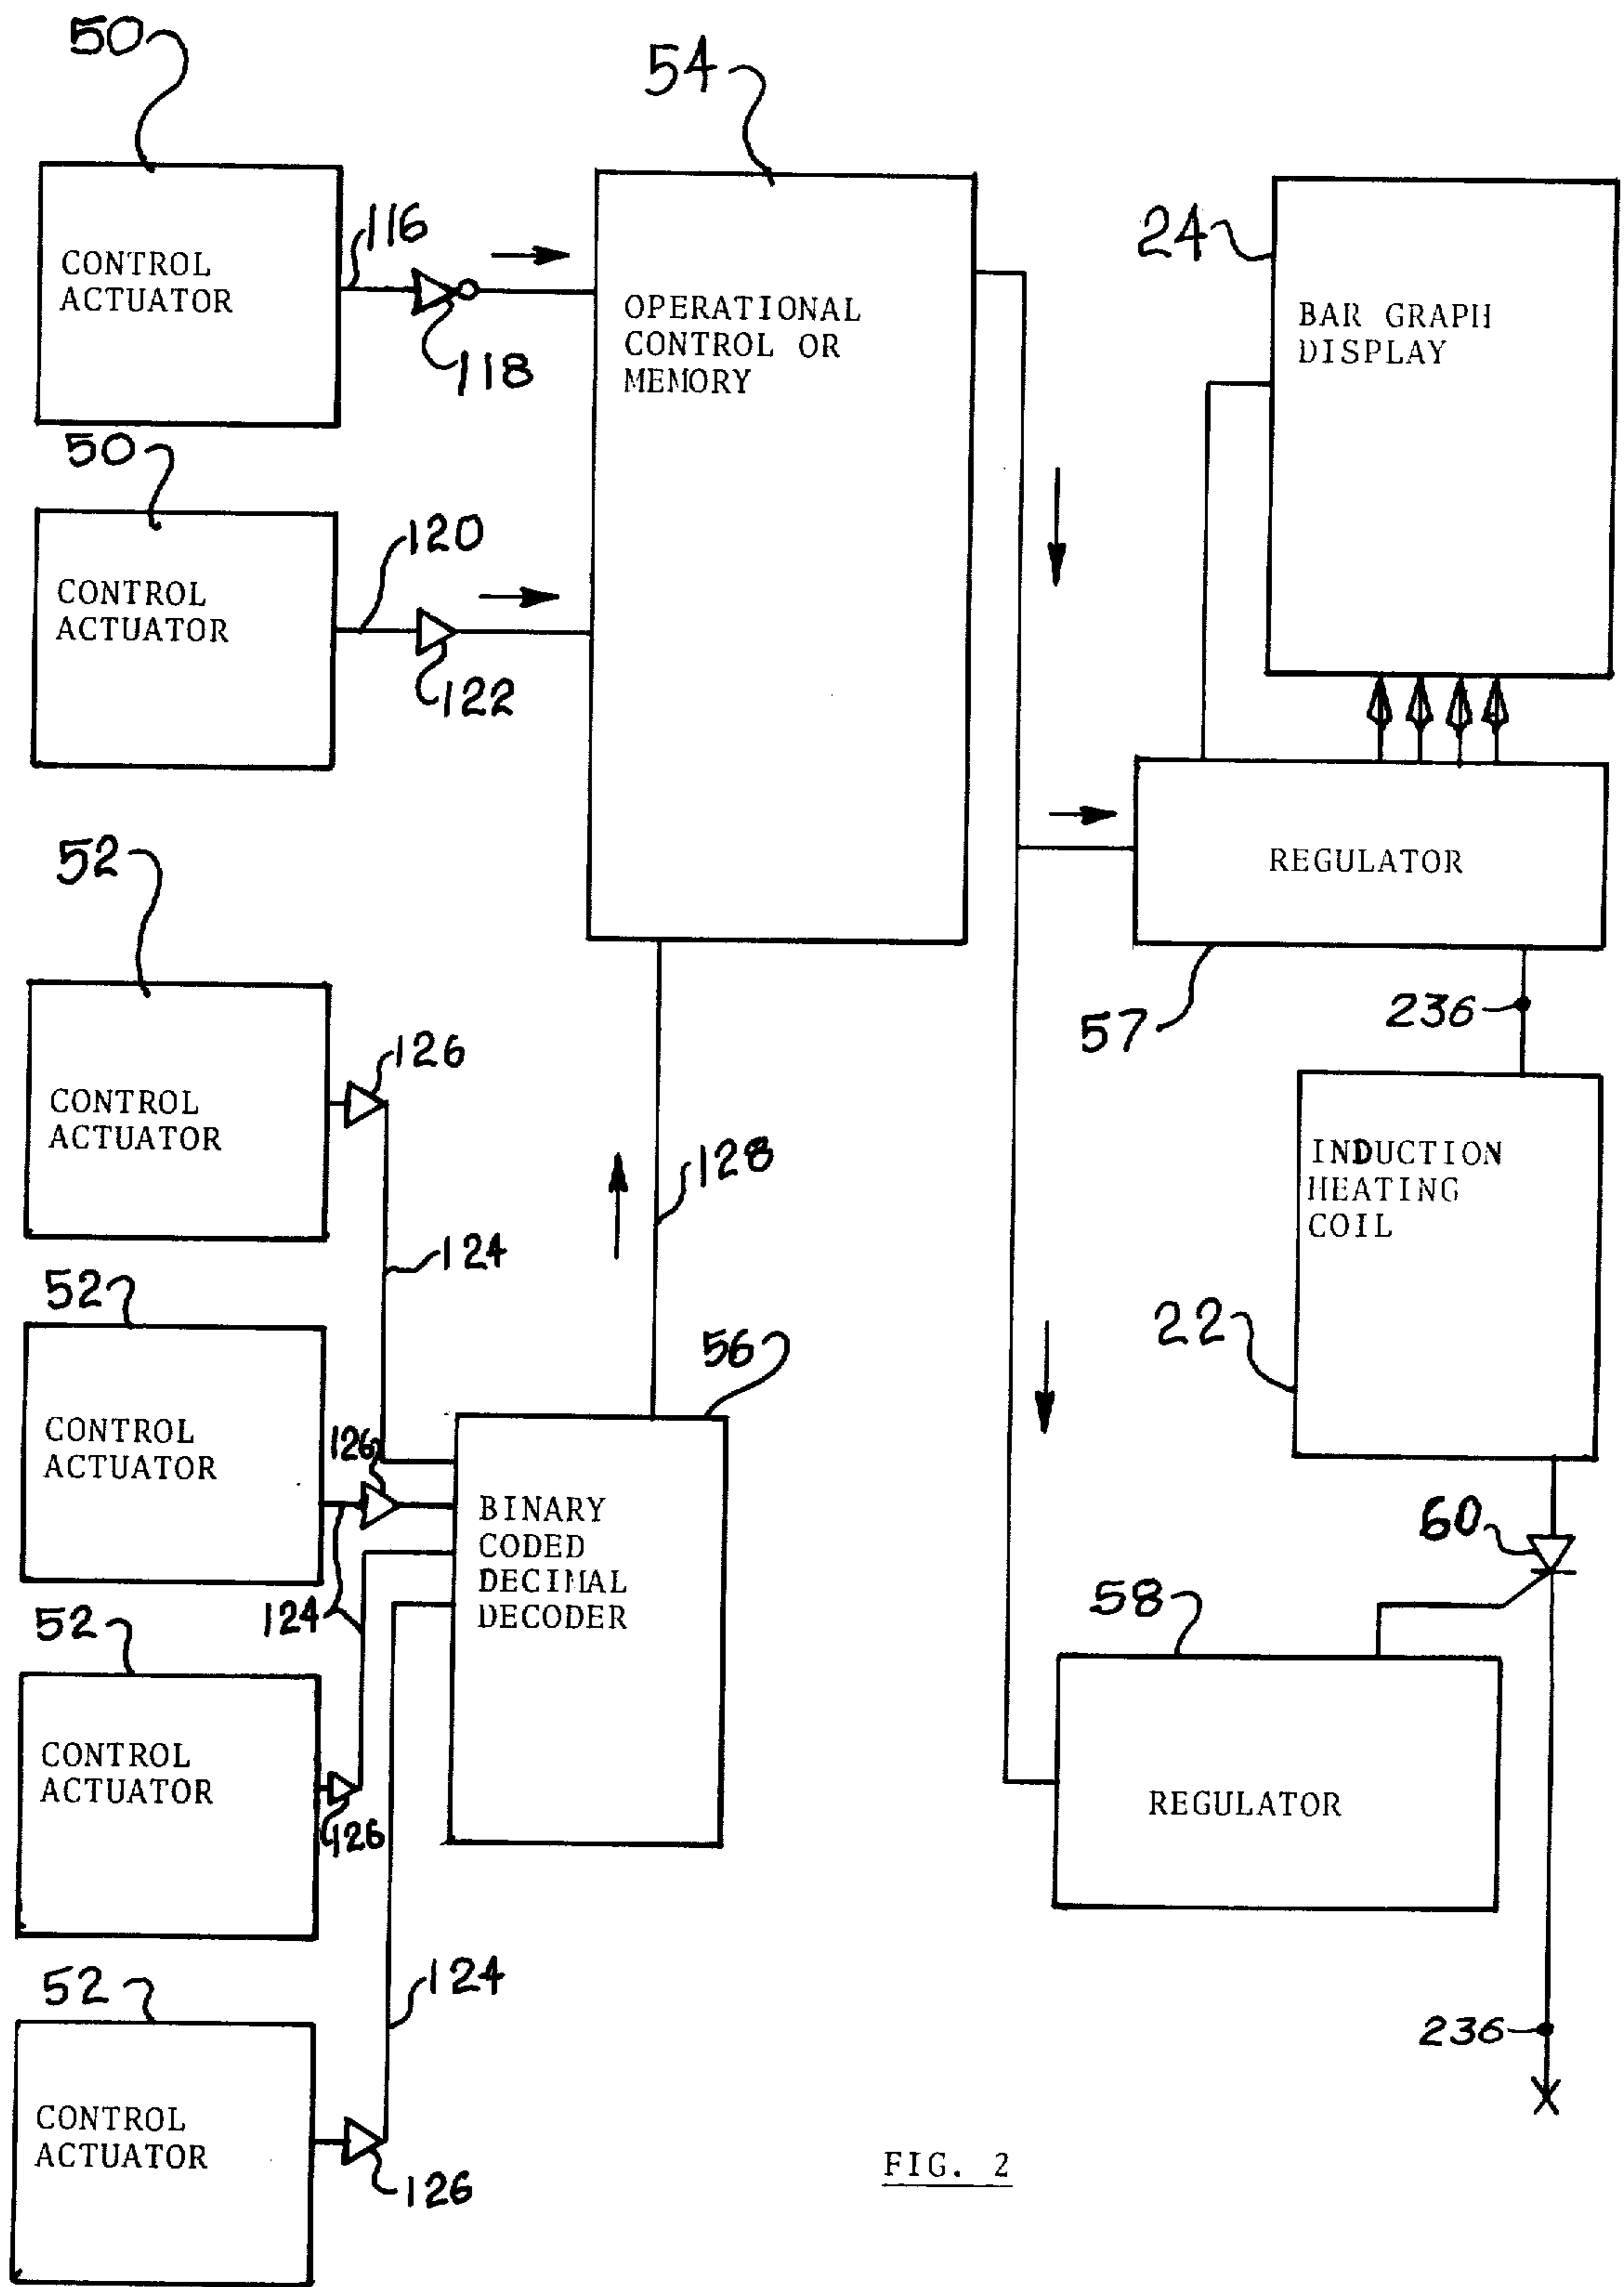 50
54
CONTROL
ACTUATOR
116
118
OPERATIONAL
CONTROL OR
MEMORY
24
BAR GRAPH
DISPLAY
50
CONTROL
ACTUATOR
120
122
52
REGULATOR
57
236
CONTROL
ACTUATOR
126
124
128
INDUCTION
HEATING
COIL
22
52
CONTROL
ACTUATOR
126
124
56
BINARY
CODED
DECIMAL
DECODER
60
58
REGULATOR
52
CONTROL
ACTUATOR
126
52
124
CONTROL
ACTUATOR
126
236
X
FIG. 2